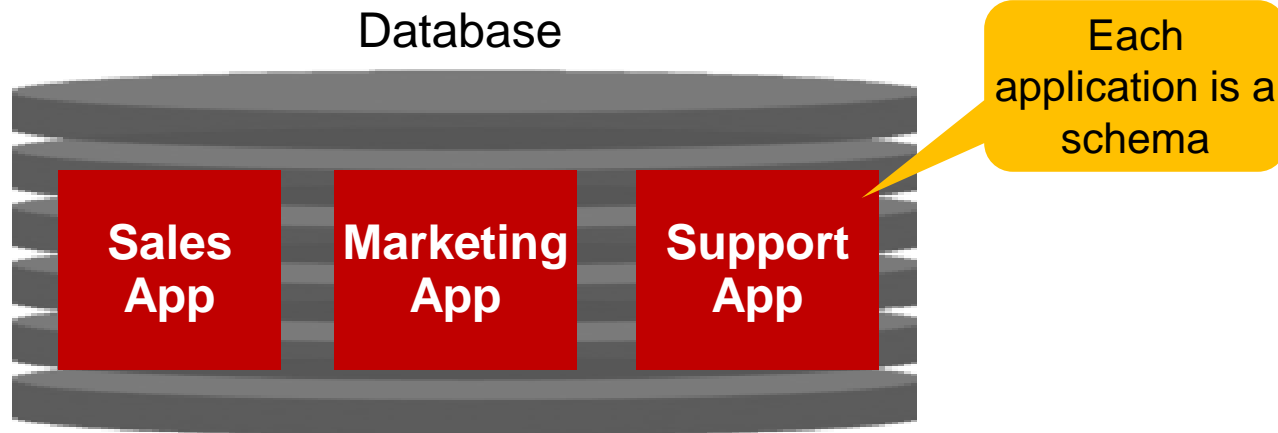 Database
Each
application is a
schema
Sales
App
Marketing
App
Support
App